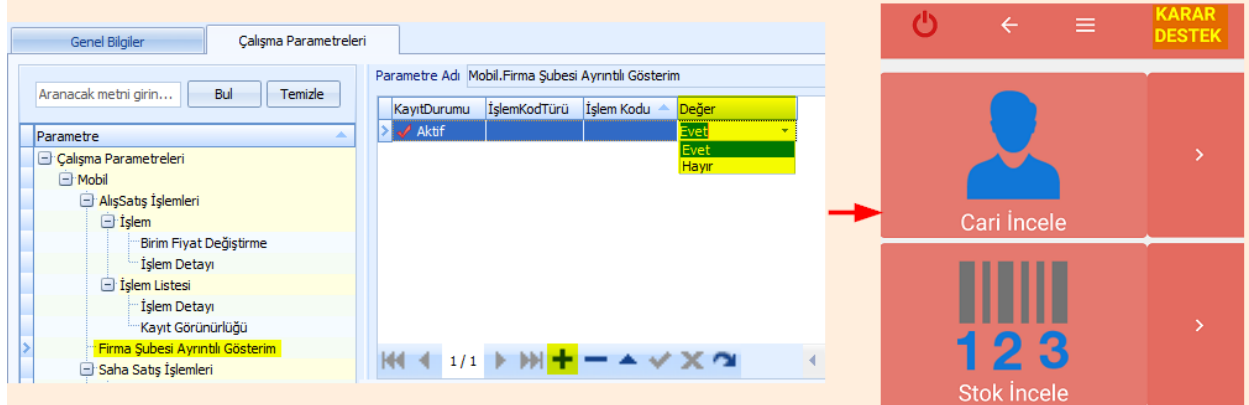 Genel Bilgiler
Çalışma Parametreleri
Aranacak metni girin...
Bul
Temizle
Parametre
Çalışma Parametreleri
Mobil
AlışSatış İşlemleri
İşlem
Birim Fiyat Değiştirme
İşlem Detayı
İşlem Listesi
İşlem Detayı
Kayıt Görünürlüğü
Firma Şubesi Ayrıntılı Gösterim
Saha Satış İşlemleri
Parametre Adı Mobil.Firma Şubesi Ayrıntılı Gösterim
KayıtDurumu İşlemKodTürü İşlem Kodu Değer
Aktif Evet
Evet
Hayır
1 / 1
KARAR
DESTEK
Cari İncele
1 2 3
Stok İncele